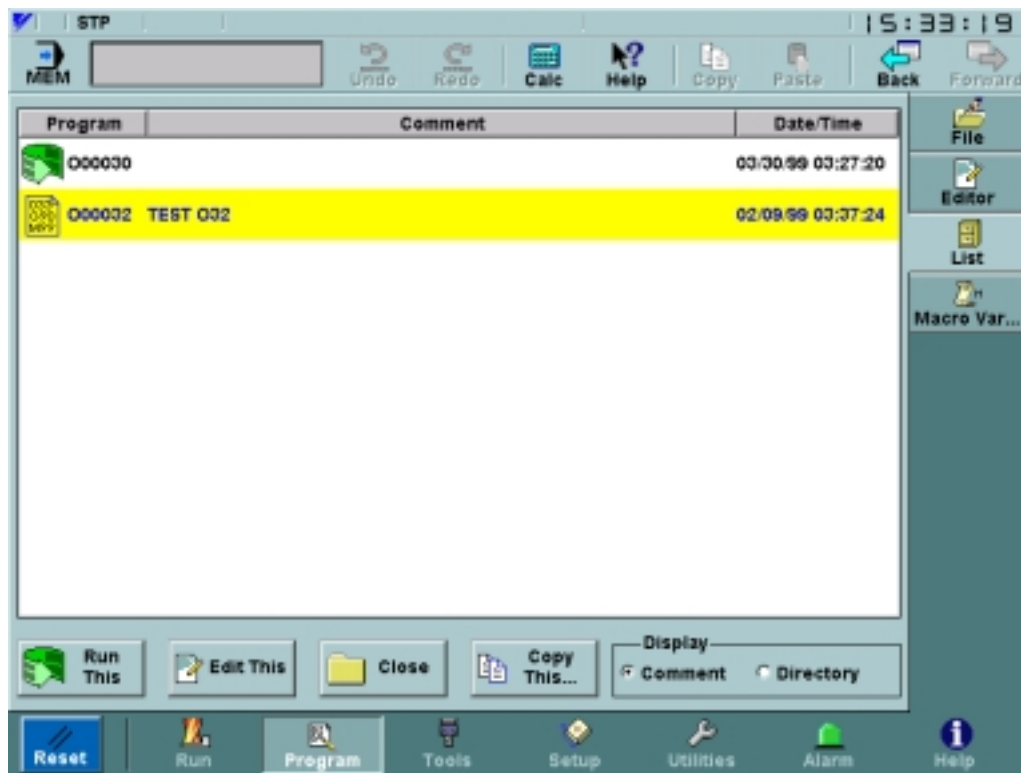 STP 15:33:19
MEM Undo Redo Calc Help Copy Paste Back Forward
Program Comment Date/Time
O00030 03/30/99 03:27:20
O00032 TEST O32 02/09/99 03:37:24
File
Editor
List
Macro Var...
Run This
Edit This
Close
Copy This...
Display
Comment Directory
Reset Run Program Tools Setup Utilities Alarm Help